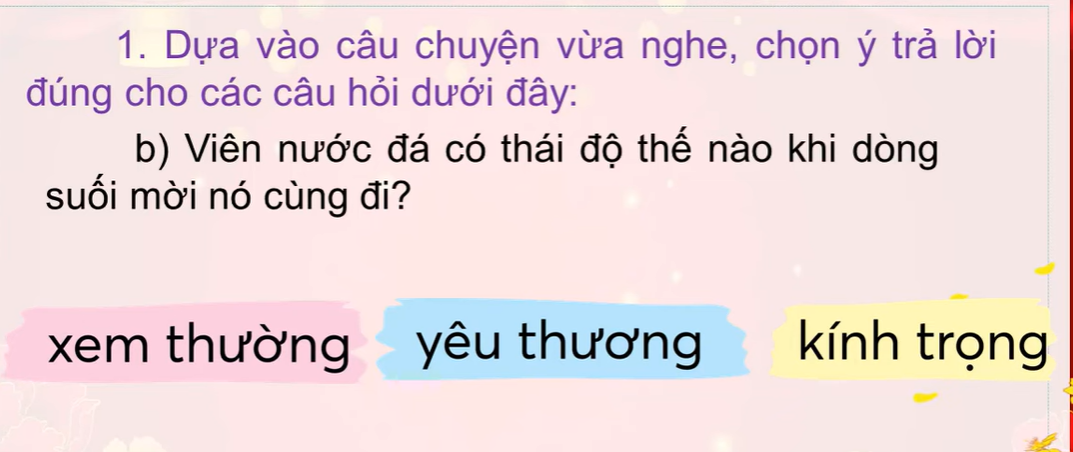 1. Dựa vào câu chuyện vừa nghe, chọn ý trả lời
đúng cho các câu hỏi dưới đây:
b) Viên nước đá có thái độ thế nào khi dòng
suối mời nó cùng đi?
xem thường yêu thương kính trọng